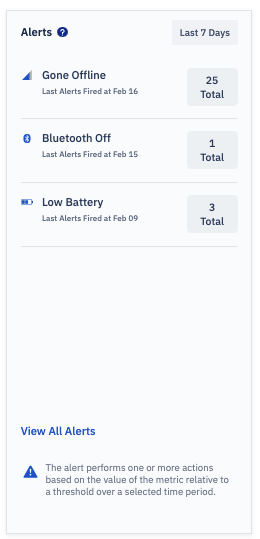 Alerts ?
Last 7 Days
Gone Offline
Last Alerts Fired at Feb 16
25
Total
Bluetooth Off
Last Alerts Fired at Feb 15
1
Total
Low Battery
Last Alerts Fired at Feb 09
3
Total
View All Alerts
The alert performs one or more actions
based on the value of the metric relative to
a threshold over a selected time period.